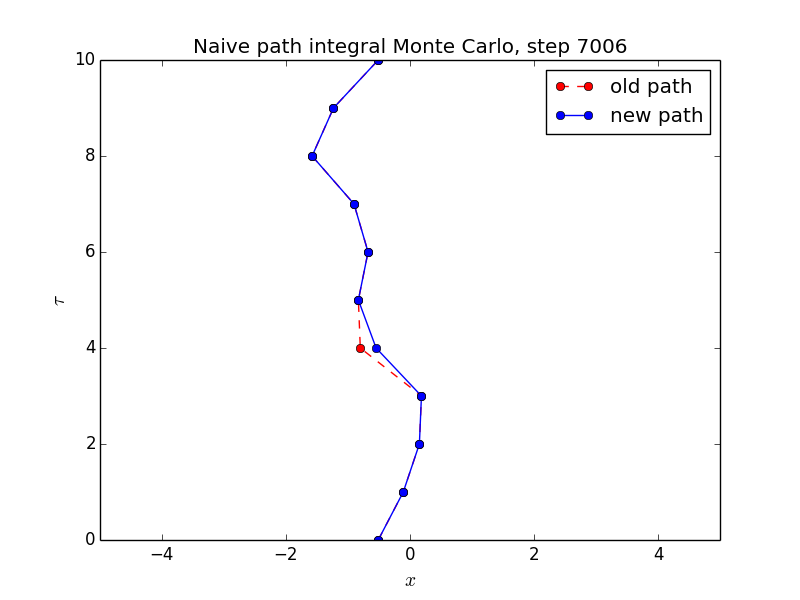 Naive path integral Monte Carlo, step 7006
old path
new path
10
8
6
4
2
0
τ
−4 −2 0 2 4
x